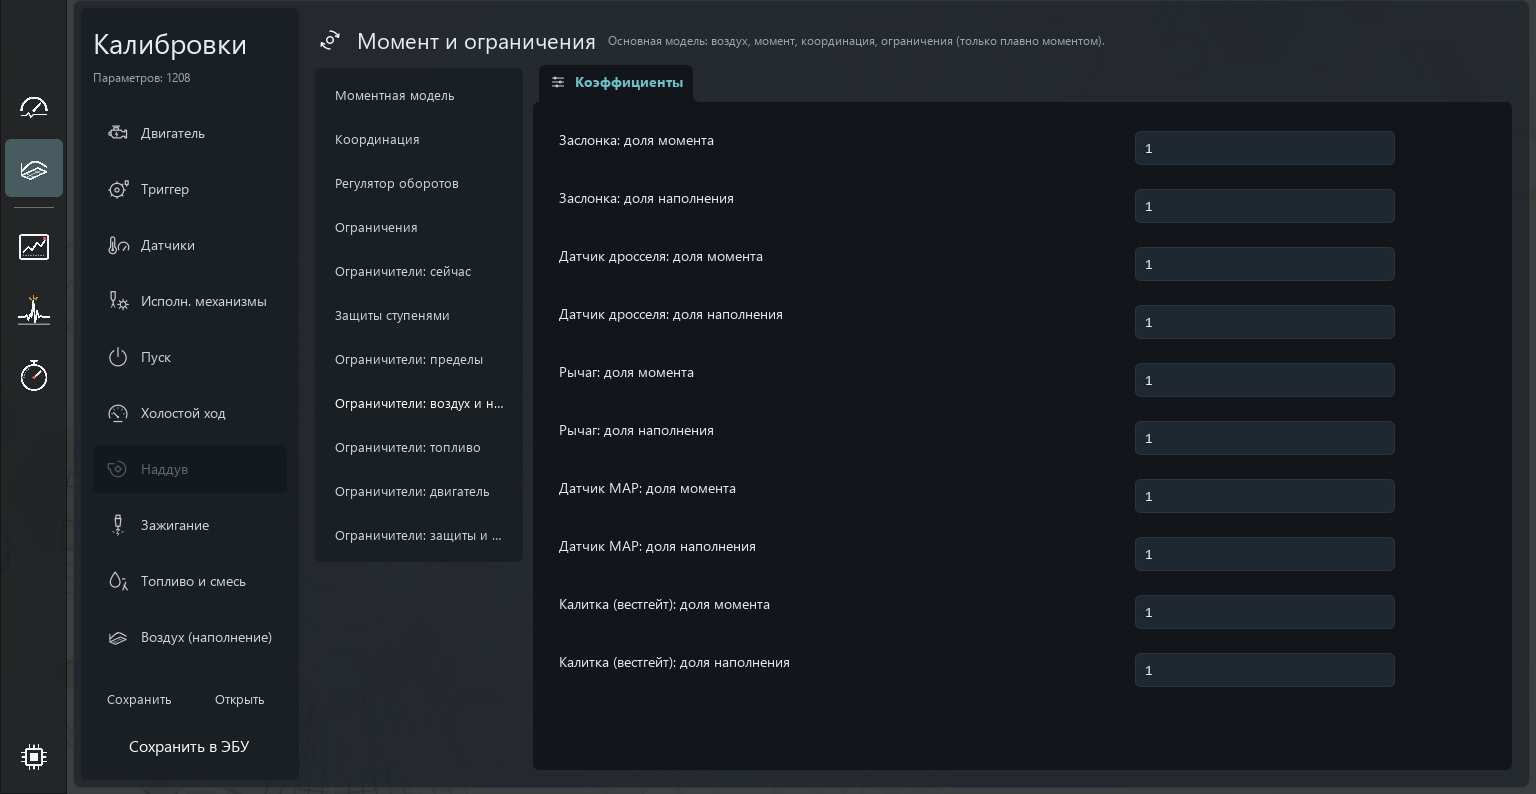 Калибровки
Параметров: 1208
Двигатель
Триггер
Датчики
Исполн. механизмы
Пуск
Холостой ход
Наддув
Зажигание
Топливо и смесь
Воздух (наполнение)
Сохранить
Открыть
Сохранить в ЭБУ
Момент и ограничения
Основная модель: воздух, момент, координация, ограничения (только плавно моментом).
Моментная модель
Координация
Регулятор оборотов
Ограничения
Ограничители: сейчас
Защиты ступенями
Ограничители: пределы
Ограничители: воздух и н...
Ограничители: топливо
Ограничители: двигатель
Ограничители: защиты и ...
Коэффициенты
Заслонка: доля момента
1
Заслонка: доля наполнения
1
Датчик дросселя: доля момента
1
Датчик дросселя: доля наполнения
1
Рычаг: доля момента
1
Рычаг: доля наполнения
1
Датчик MAP: доля момента
1
Датчик MAP: доля наполнения
1
Калитка (вестгейт): доля момента
1
Калитка (вестгейт): доля наполнения
1